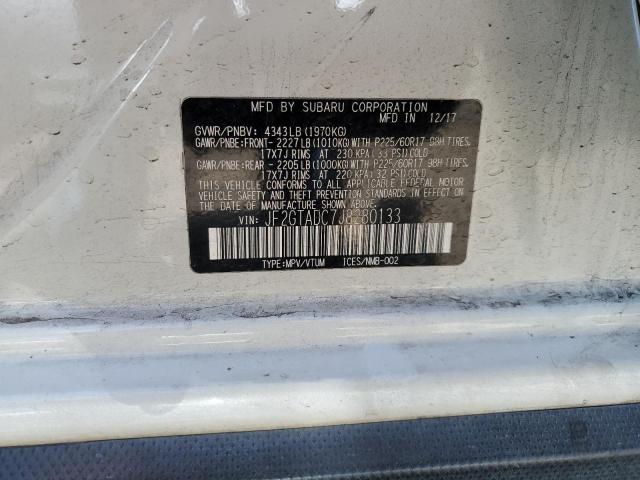 MFD BY SUBARU CORPORATION
MFD IN 12/17
GVWR/PNBV: 4343LB(1970KG)
GAWR/PNBE:FRONT- 2227LB(1010KG)WITH P225/60R17 98H TIRES,
17X7J RIMS AT 230 KPA(33 PSI)COLD
GAWR/PNBE:REAR - 2205LB(1000KG)WITH P225/60R17 98H TIRES,
17X7J RIMS AT 220 KPA(32 PSI)COLD
THIS VEHICLE CONFORMS TO ALL APPLICABLE FEDERAL MOTOR
VEHICLE SAFETY STANDARDS IN EFFECT ON
THE DATE OF MANUFACTURE SHOWN ABOVE.
VIN:
TYPE:MPV/VTUM ICES/NMB-002